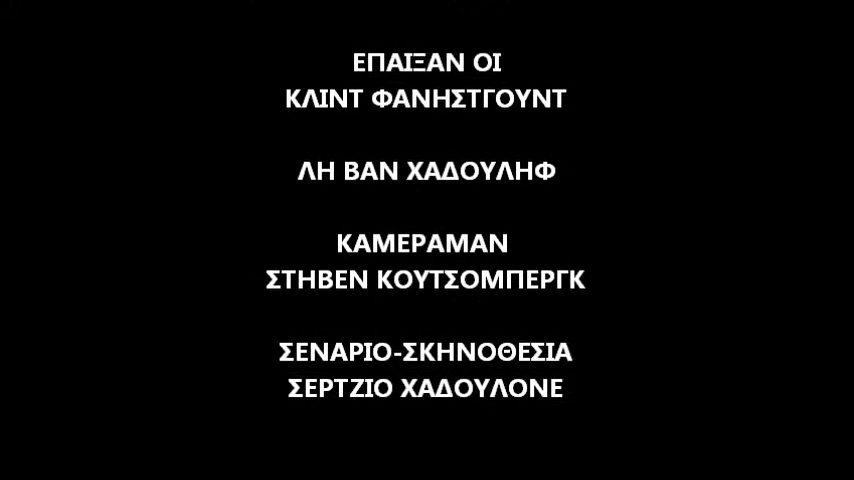 ΕΠΑΙΞΑΝ ΟΙ
ΚΛΙΝΤ ΦΑΝΗΣΤΓΟΥΝΤ
ΛΗ ΒΑΝ ΧΑΔΟΥΛΗΦ
ΚΑΜΕΡΑΜΑΝ
ΣΤΗΒΕΝ ΚΟΥΤΣΟΜΠΕΡΓΚ
ΣΕΝΑΡΙΟ-ΣΚΗΝΟΘΕΣΙΑ
ΣΕΡΤΖΙΟ ΧΑΔΟΥΛΟΝΕ